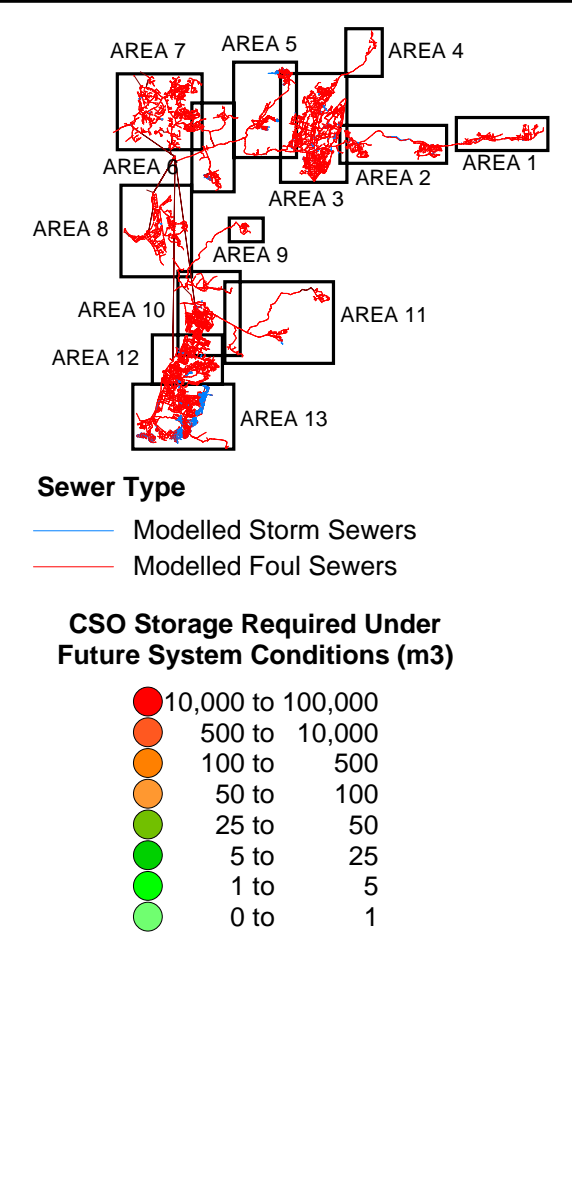 AREA 7
AREA 5
AREA 4
AREA 6
AREA 3
AREA 2
AREA 1
AREA 8
AREA 9
AREA 10
AREA 11
AREA 12
AREA 13
Sewer Type
Modelled Storm Sewers
Modelled Foul Sewers
CSO Storage Required Under
Future System Conditions (m3)
10,000 to 100,000
500 to 10,000
100 to 500
50 to 100
25 to 50
5 to 25
1 to 5
0 to 1